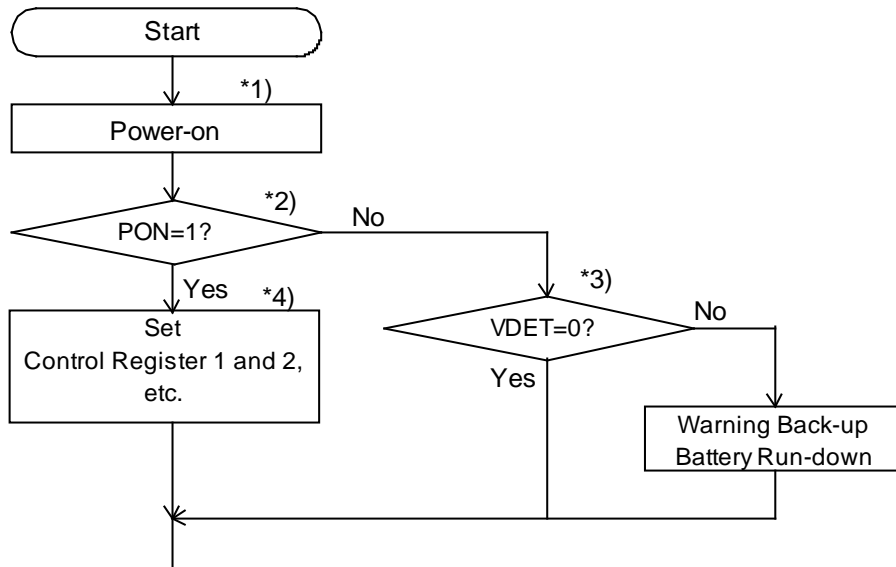 Start
*1)
Power-on
*2)
PON=1?
No
Yes
*3)
*4)
VDET=0?
No
Yes
Set
Control Register 1 and 2,
etc.
Warning Back-up
Battery Run-down